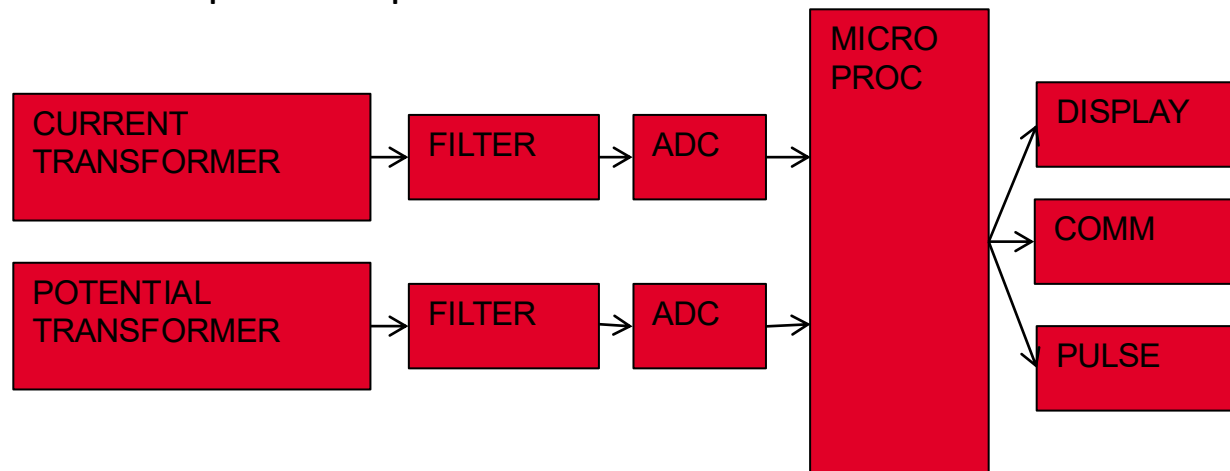 CURRENT
TRANSFORMER
FILTER
ADC
MICRO
PROC
DISPLAY
COMM
PULSE
POTENTIAL
TRANSFORMER
FILTER
ADC